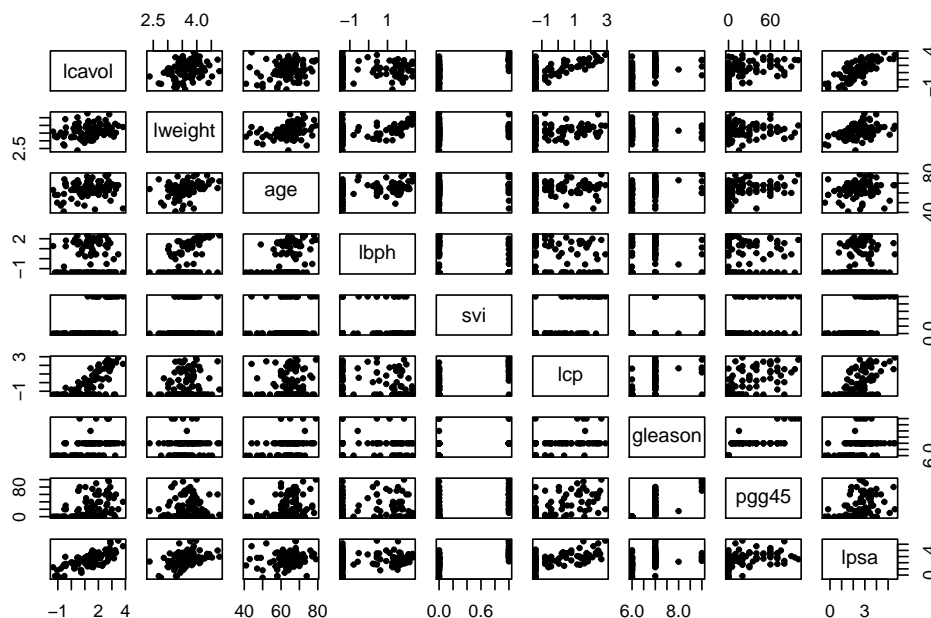 2.5 4.0 −1 1 −1 1 3 0 60
lcavol −1 4
2.5 lweight
age 40 80
−1 2 lbph
svi 0.0
−1 3 lcp
gleason 6.0
0 80 pgg45
lpsa 0 4
−1 2 4 40 60 80 0.0 0.6 6.0 8.0 0 3